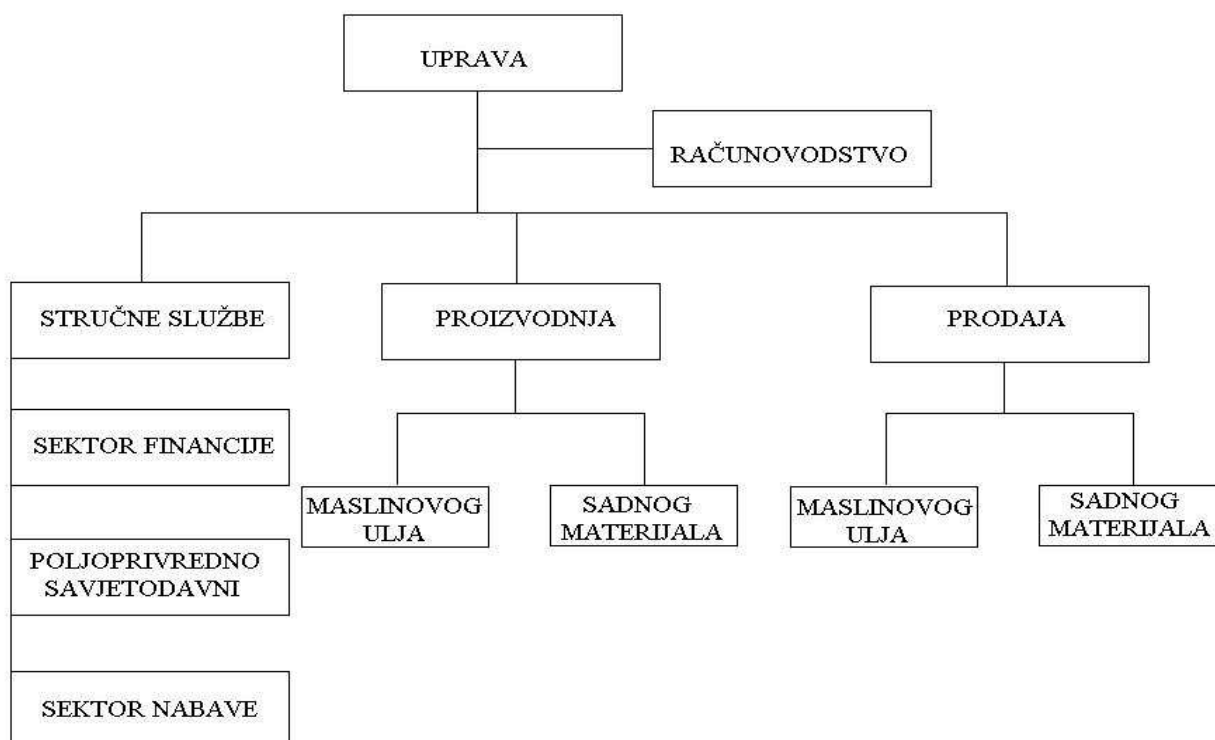 UPRAVA
RAČUNOVODSTVO
STRUČNE SLUŽBE
PROIZVODNJA
PRODAJA
SEKTOR FINANCIJE
MASLINOVOG
ULJA
SADNOG
MATERIJALA
MASLINOVOG
ULJA
SADNOG
MATERIJALA
POLJOPRIVREDNO
SAVJETODAVNI
SEKTOR NABAVE